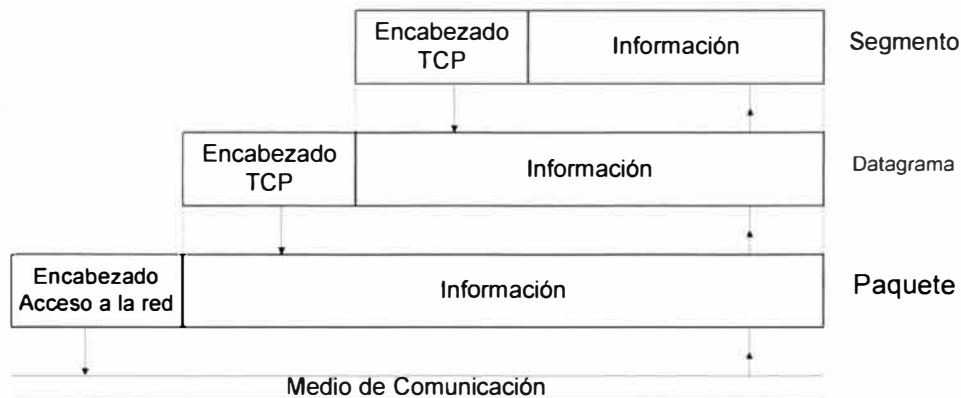 Encabezado
TCP
Información
Segmento
Encabezado
TCP
Información
Datagrama
Encabezado
Acceso a la red
Información
Paquete
Medio de Comunicación